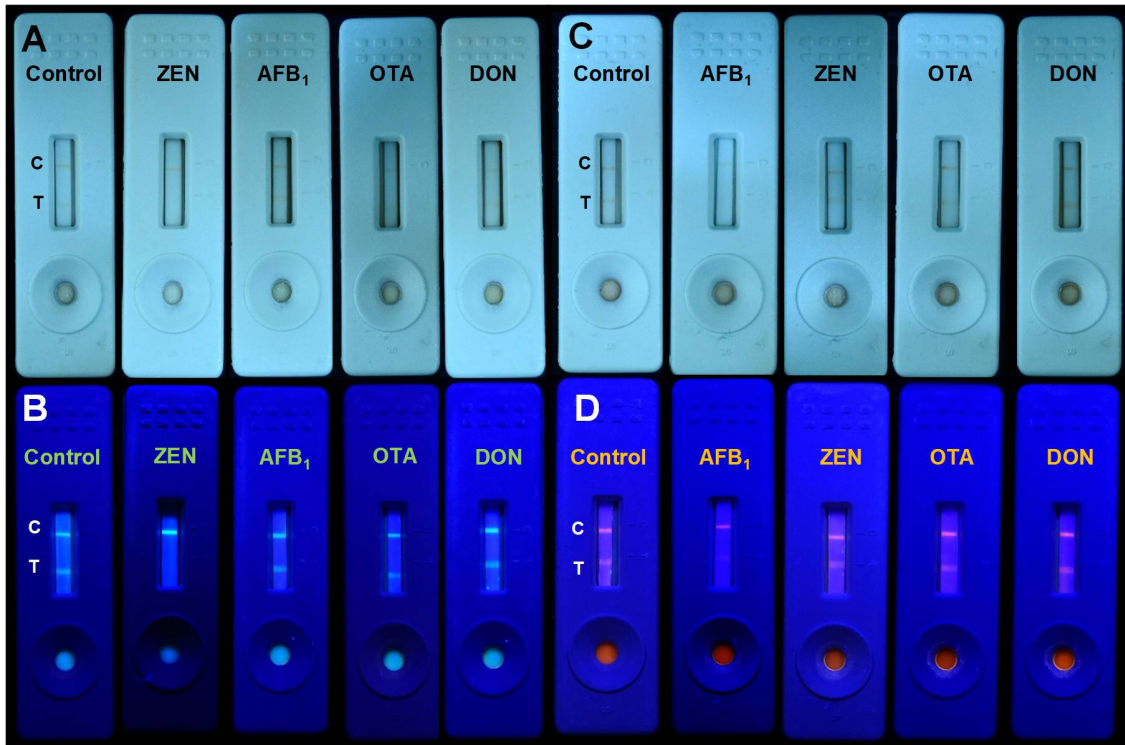 A
Control ZEN AFB₁ OTA DON
C
T
C
Control AFB₁ ZEN OTA DON
C
T
B
Control ZEN AFB₁ OTA DON
C
T
D
Control AFB₁ ZEN OTA DON
C
T